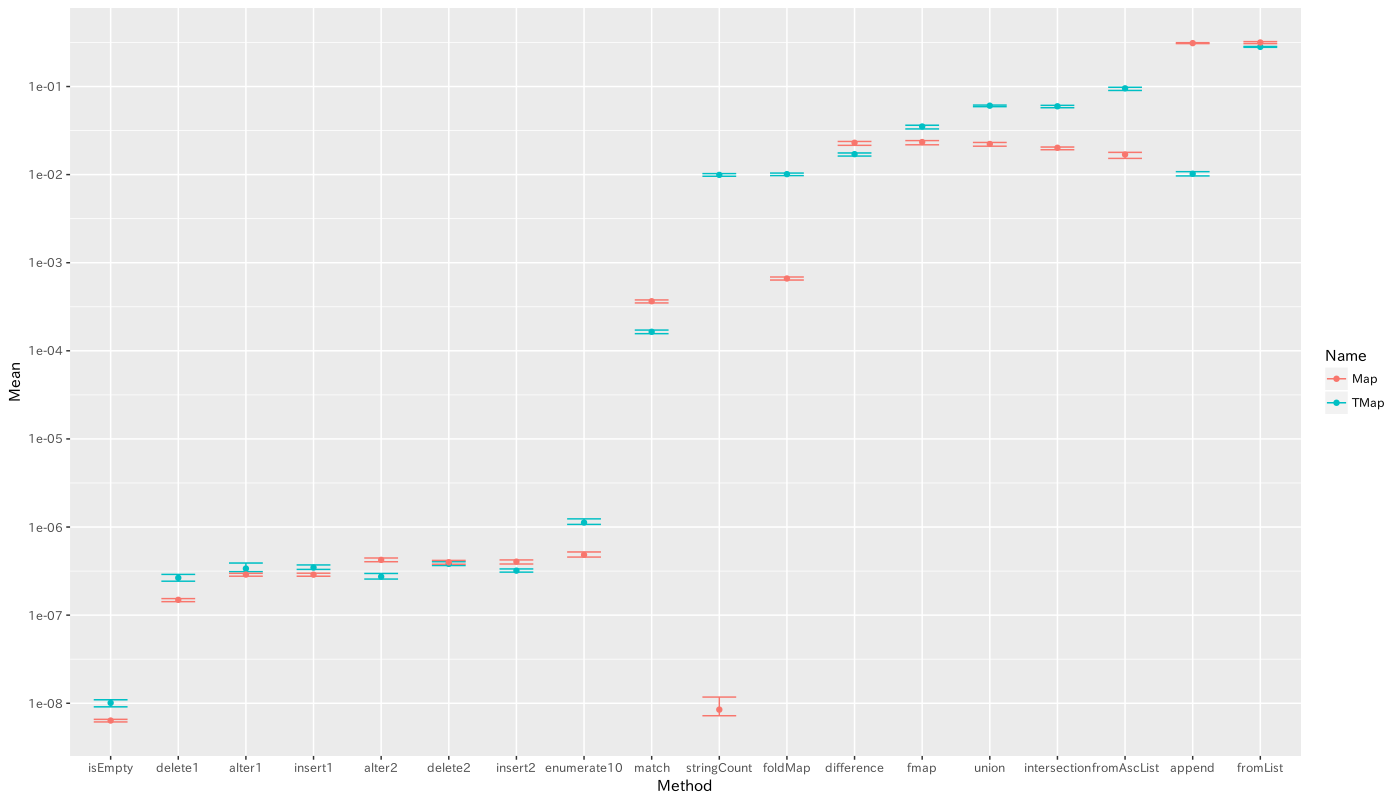 1e-01
1e-02
1e-03
1e-04
1e-05
1e-06
1e-07
1e-08
Mean
isEmpty delete1 alter1 insert1 alter2 delete2 insert2 enumerate10 match stringCount foldMap difference fmap union intersection fromAscList append fromList
Method
Name
Map
TMap